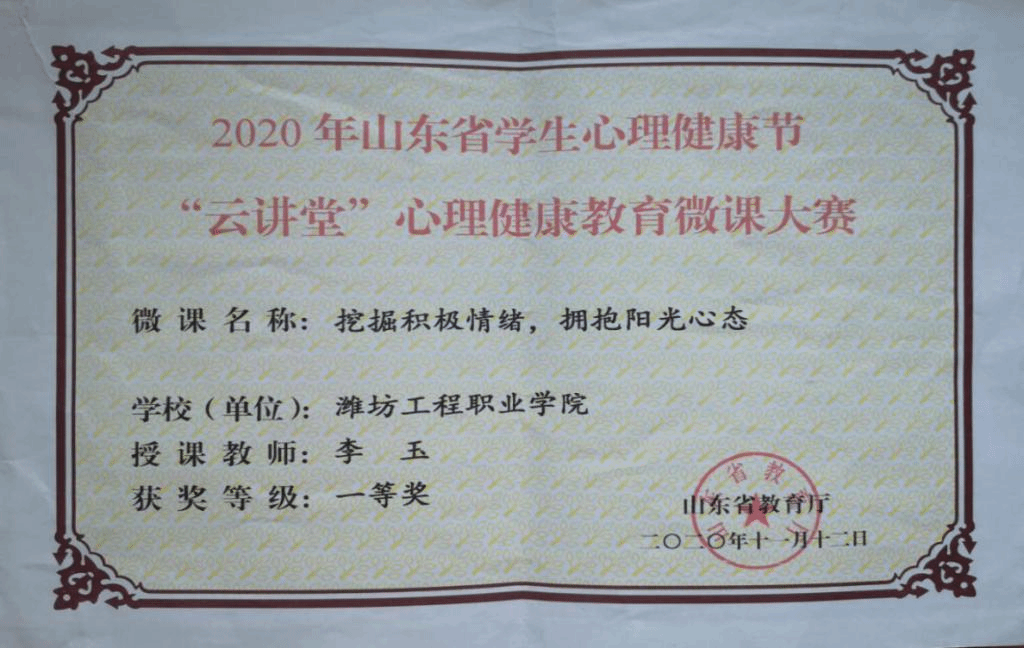 2020年山东省学生心理健康节
“云讲堂”心理健康教育微课大赛
微课名称：挖掘积极情绪，拥抱阳光心态
学校（单位）：潍坊工程职业学院
授课教师：李 玉
获奖等级：一等奖
山东省教育厅
二〇二〇年十一月十二日